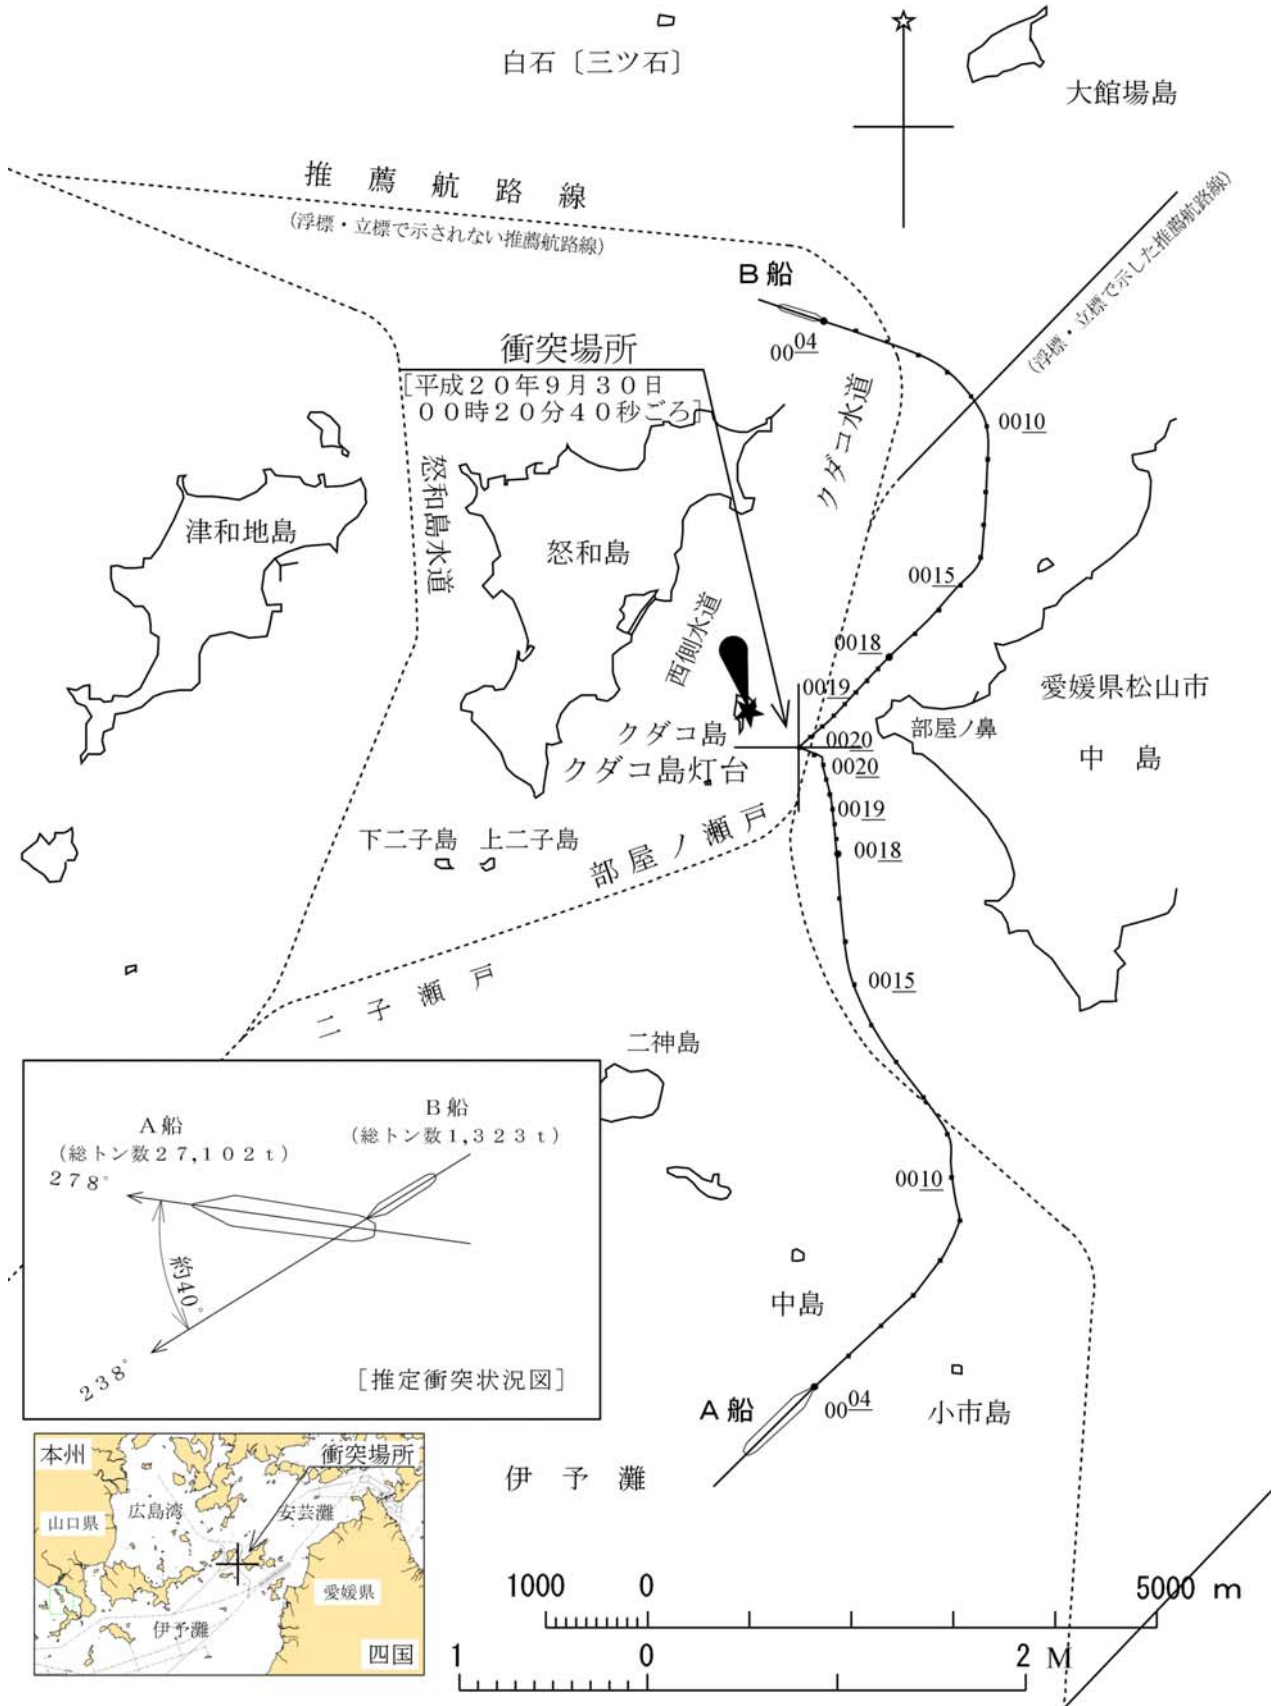 白石〔三ツ石〕
大館場島
推薦航路線
(浮標・立標で示されない推薦航路線)
(浮標・立標で示した推薦航路線)
B船
0004
衝突場所
[平成20年9月30日
00時20分40秒ごろ]
クダコ水道
0010
津和地島
怒和島水道
怒和島
西側水道
0015
0018
0019
愛媛県松山市
中島
部屋ノ鼻
クダコ島
クダコ島灯台
0020
0020
0019
0018
下二子島
上二子島
部屋ノ瀬戸
二子瀬戸
0015
二神島
0010
A船
(総トン数27,102t)
B船
(総トン数1,323t)
278°
約40°
238°
[推定衝突状況図]
中島
小市島
A船
0004
伊予灘
本州
衝突場所
広島湾
安芸灘
山口県
愛媛県
伊予灘
四国
1000 0 5000 m
1 0 2 M